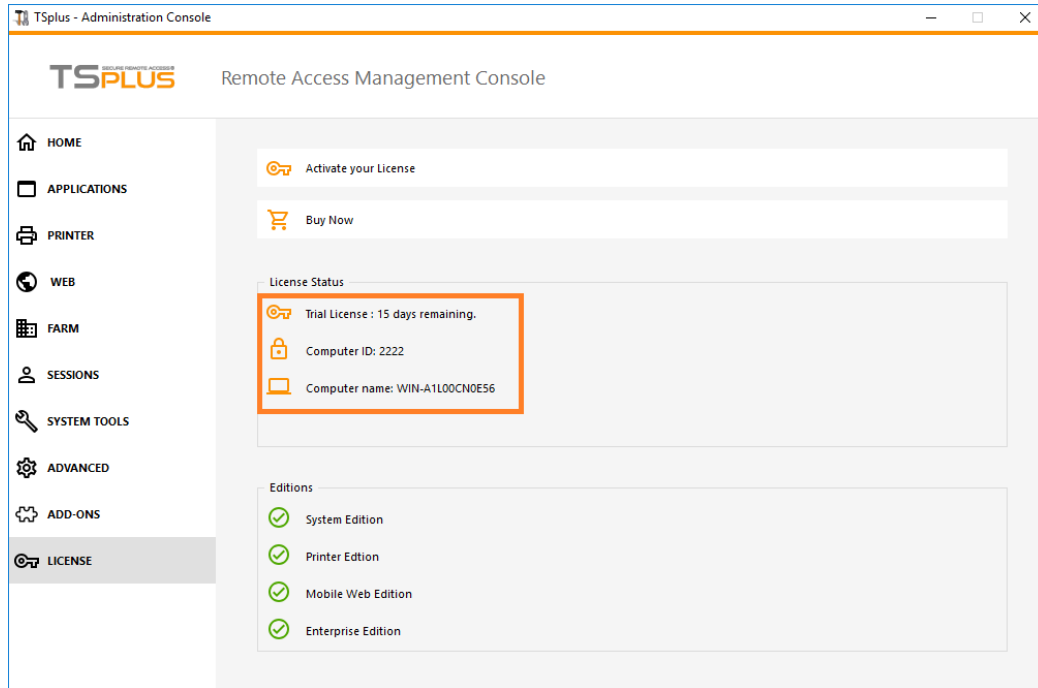 TSplus - Administration Console
SECURE REMOTE ACCESS®
TSPLUS
Remote Access Management Console
HOME
APPLICATIONS
PRINTER
WEB
FARM
SESSIONS
SYSTEM TOOLS
ADVANCED
ADD-ONS
LICENSE
Activate your License
Buy Now
License Status
Trial License : 15 days remaining.
Computer ID: 2222
Computer name: WIN-A1L00CN0E56
Editions
System Edition
Printer Edtion
Mobile Web Edition
Enterprise Edition